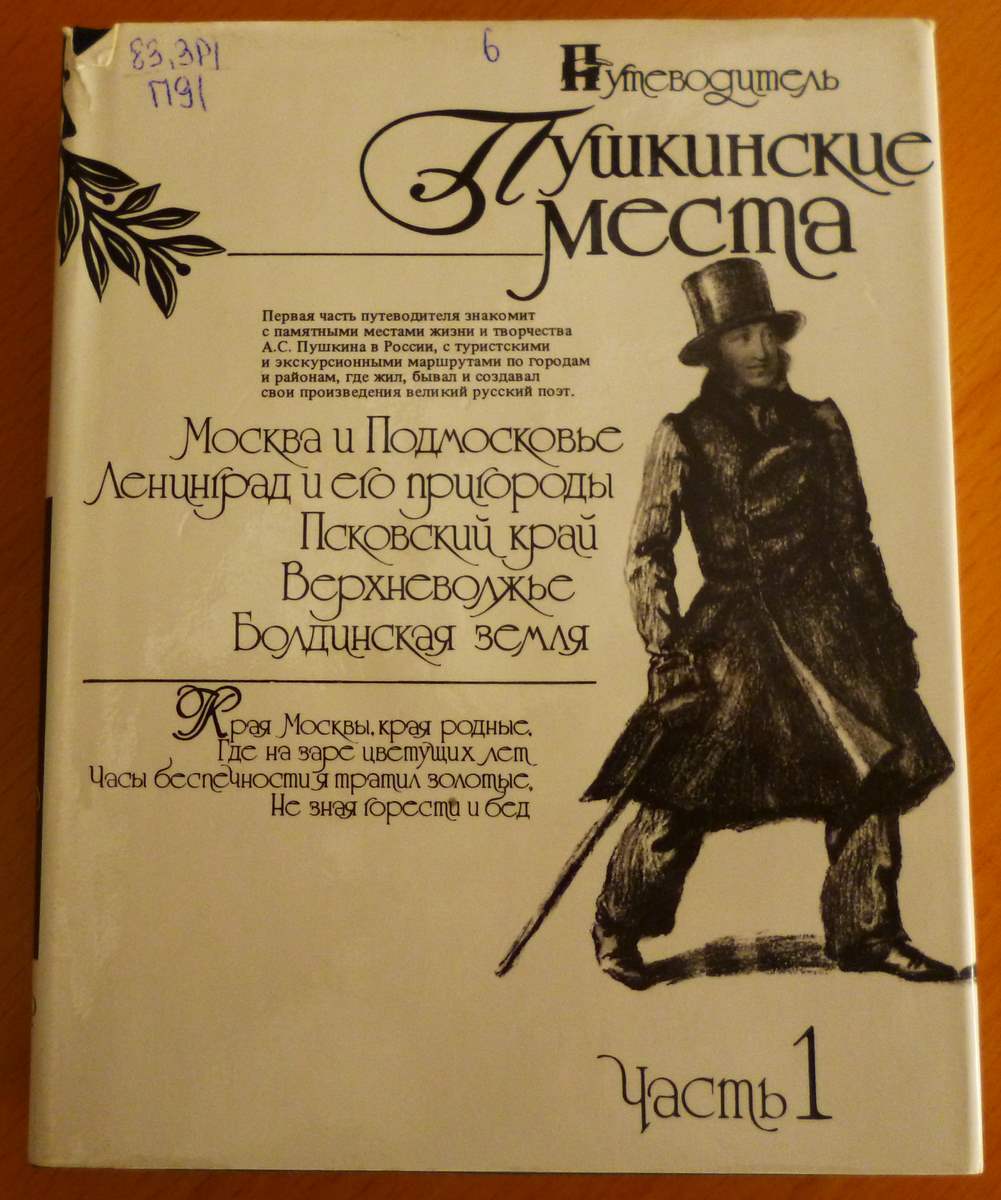 83.3Р1
П91
6
Путеводитель
Пушкинские
места
Первая часть путеводителя знакомит
с памятными местами жизни и творчества
А.С. Пушкина в России, с туристскими
и экскурсионными маршрутами по городам
и районам, где жил, бывал и создавал
свои произведения великий русский поэт.
Москва и Подмосковье
Ленинград и его пригороды
Псковский край
Верхневолжье
Болдинская земля
Края Москвы, края родные,
Где на заре цветущих лет
Часы беспечности я тратил золотые,
Не зная горести и бед
Часть 1